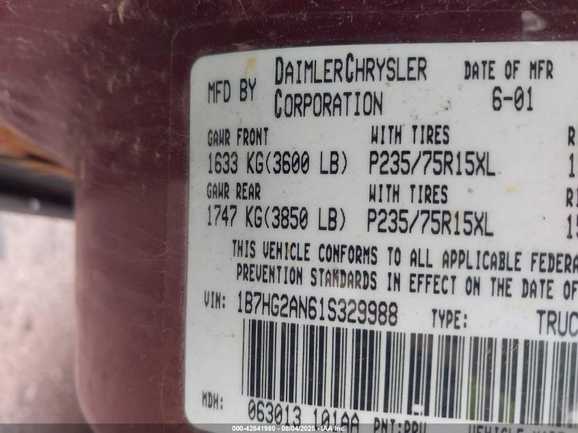 MFD BY DAIMLERCHRYSLER CORPORATION
DATE OF MFR
6-01
GAWR FRONT WITH TIRES
1633 KG(3600 LB) P235/75R15XL
GAWR REAR WITH TIRES
1747 KG(3850 LB) P235/75R15XL
THIS VEHICLE CONFORMS TO ALL APPLICABLE
PREVENTION STANDARDS IN EFFECT ON THE DATE OF
VIN: 1B7HG2AN61S329988 TYPE:
MDH: 063013 101AA
000-42541980 - 08/04/2025 - IAA Inc.